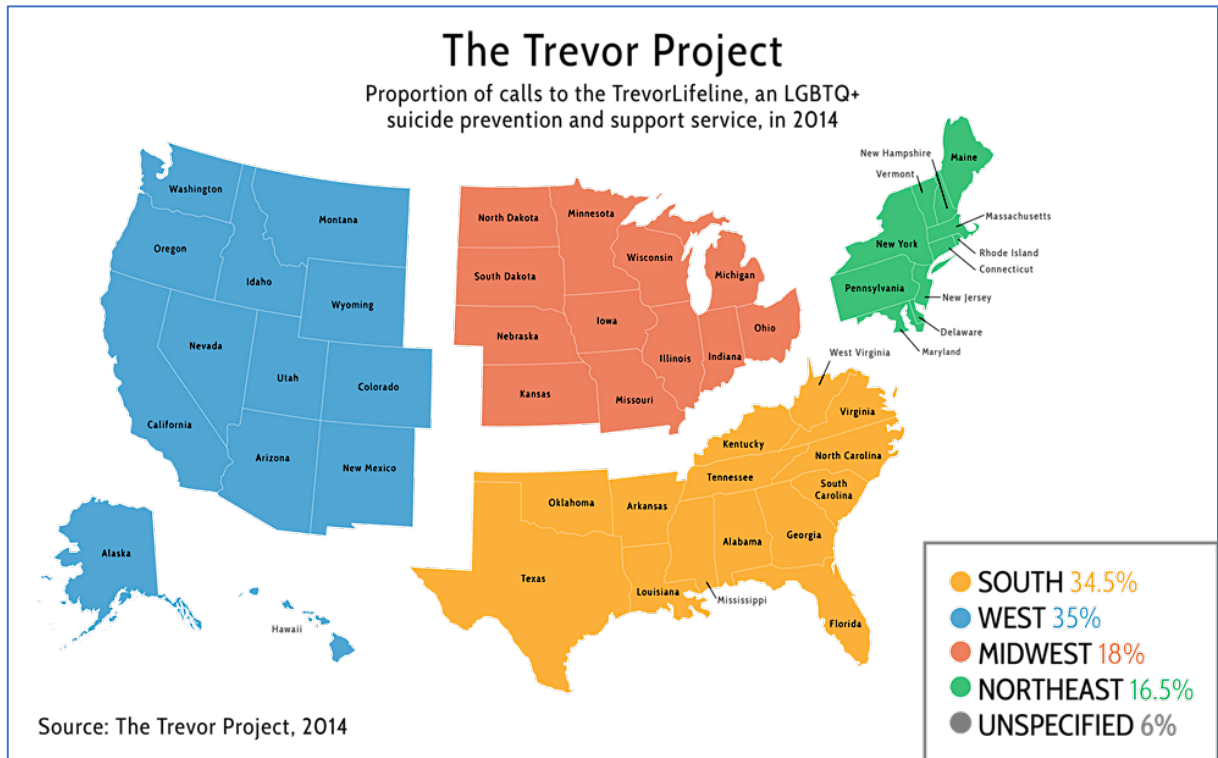 The Trevor Project
Proportion of calls to the TrevorLifeline, an LGBTQ+
suicide prevention and support service, in 2014
Washington
Montana
Oregon
Idaho
Wyoming
Nevada
Utah
Colorado
California
Arizona
New Mexico
Alaska
Hawaii
North Dakota
Minnesota
Wisconsin
South Dakota
Michigan
Iowa
Nebraska
Ohio
Illinois
Indiana
Kansas
Missouri
New Hampshire
Maine
Vermont
Massachusetts
New York
Rhode Island
Connecticut
Pennsylvania
New Jersey
Delaware
Maryland
West Virginia
Virginia
Kentucky
North Carolina
Tennessee
South
Carolina
Oklahoma
Arkansas
Georgia
Alabama
Texas
Louisiana
Mississippi
Florida
SOUTH 34.5%
WEST 35%
MIDWEST 18%
NORTHEAST 16.5%
UNSPECIFIED 6%
Source: The Trevor Project, 2014